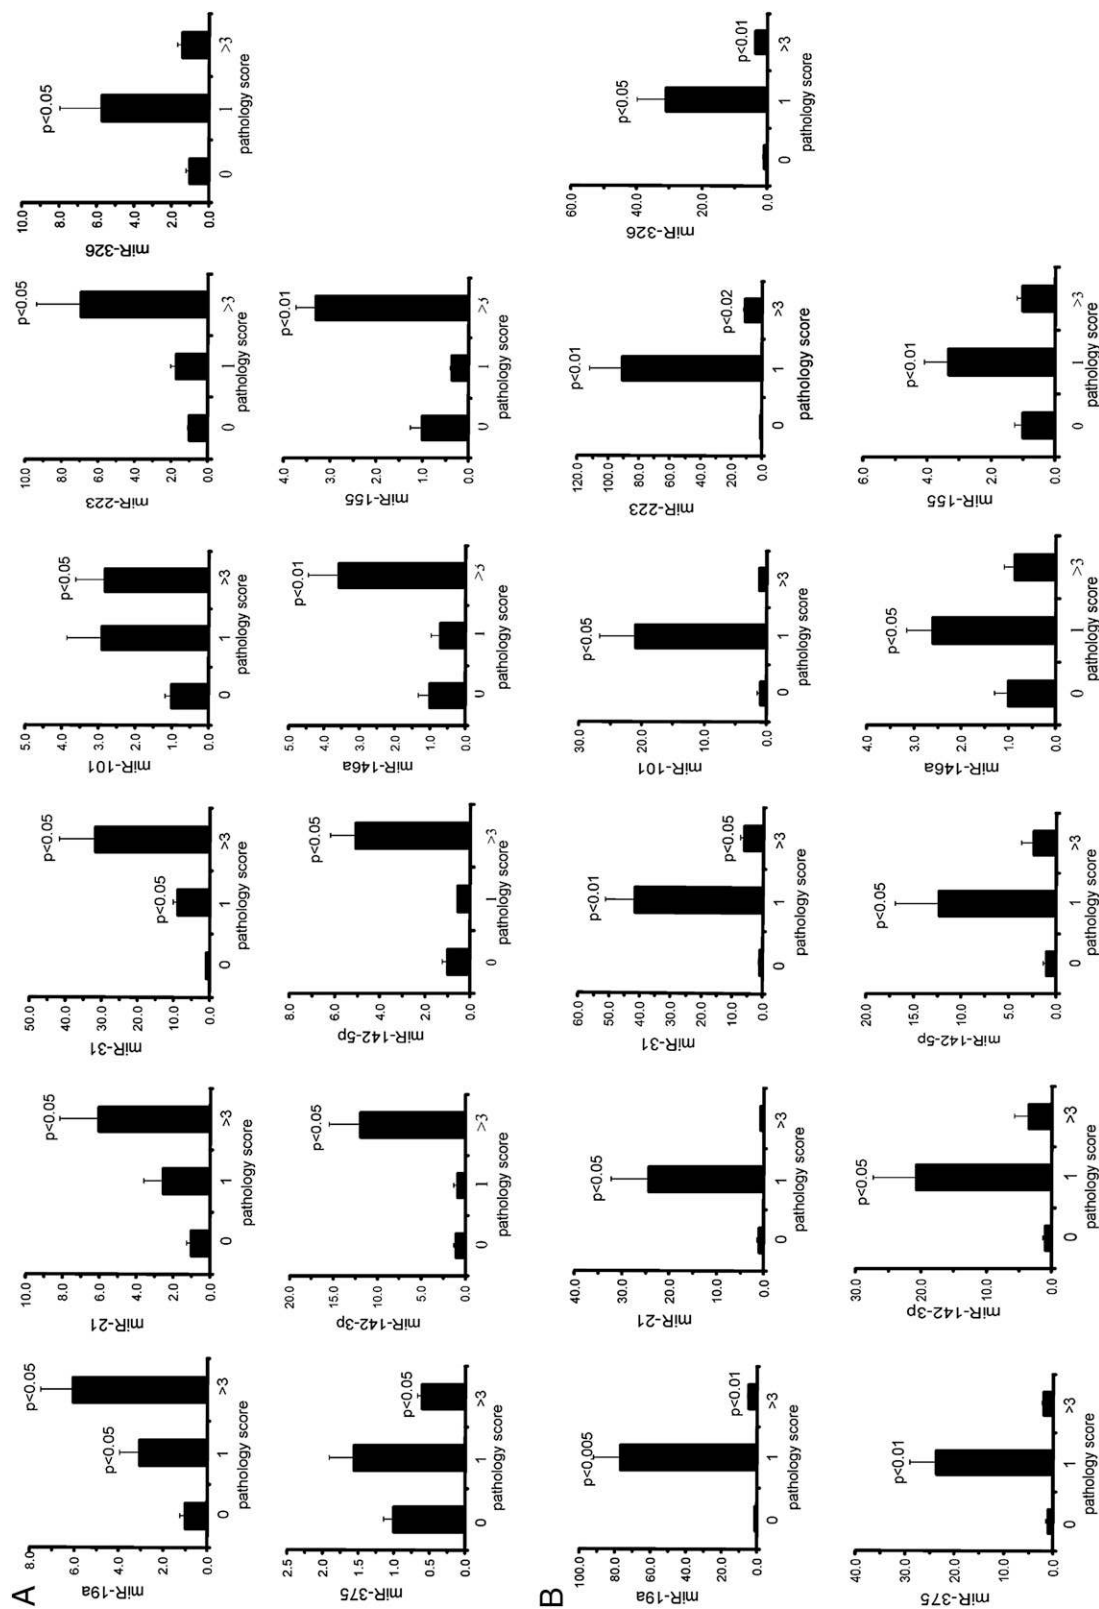 A
miR-19a
8.0
6.0
4.0
2.0
0.0
p<0.05
p<0.05
0 1 >3
pathology score
miR-21
10.0
8.0
6.0
4.0
2.0
0.0
p<0.05
0 1 >3
pathology score
miR-31
50.0
40.0
30.0
20.0
10.0
0.0
p<0.05
p<0.05
0 1 >3
pathology score
miR-101
5.0
4.0
3.0
2.0
1.0
0.0
p<0.05
0 1 >3
pathology score
miR-223
10.0
8.0
6.0
4.0
2.0
0.0
p<0.05
0 1 >3
pathology score
miR-326
10.0
8.0
6.0
4.0
2.0
0.0
p<0.05
0 1 >3
pathology score
miR-375
2.5
2.0
1.5
1.0
0.5
0.0
p<0.05
0 1 >3
pathology score
miR-142-3p
20.0
15.0
10.0
5.0
0.0
p<0.05
0 1 >3
pathology score
miR-142-5p
8.0
6.0
4.0
2.0
0.0
p<0.05
0 1 >3
pathology score
miR-146a
5.0
4.0
3.0
2.0
1.0
0.0
p<0.01
0 1 >3
pathology score
miR-155
4.0
3.0
2.0
1.0
0.0
p<0.01
0 1 >3
pathology score
B
miR-19a
100.0
80.0
60.0
40.0
20.0
0.0
p<0.005
p<0.01
0 1 >3
pathology score
miR-21
40.0
30.0
20.0
10.0
0.0
p<0.05
0 1 >3
pathology score
miR-31
60.0
50.0
40.0
30.0
20.0
10.0
0.0
p<0.01
p<0.05
0 1 >3
pathology score
miR-101
30.0
20.0
10.0
0.0
p<0.05
0 1 >3
pathology score
miR-223
120.0
100.0
80.0
60.0
40.0
20.0
0.0
p<0.01
p<0.02
0 1 >3
pathology score
miR-326
60.0
40.0
20.0
0.0
p<0.05
p<0.01
0 1 >3
pathology score
miR-375
40.0
30.0
20.0
10.0
0.0
p<0.01
0 1 >3
pathology score
miR-142-3p
30.0
20.0
10.0
0.0
p<0.05
0 1 >3
pathology score
miR-142-5p
20.0
15.0
10.0
5.0
0.0
p<0.05
0 1 >3
pathology score
miR-146a
4.0
3.0
2.0
1.0
0.0
p<0.05
0 1 >3
pathology score
miR-155
6.0
4.0
2.0
0.0
p<0.01
0 1 >3
pathology score